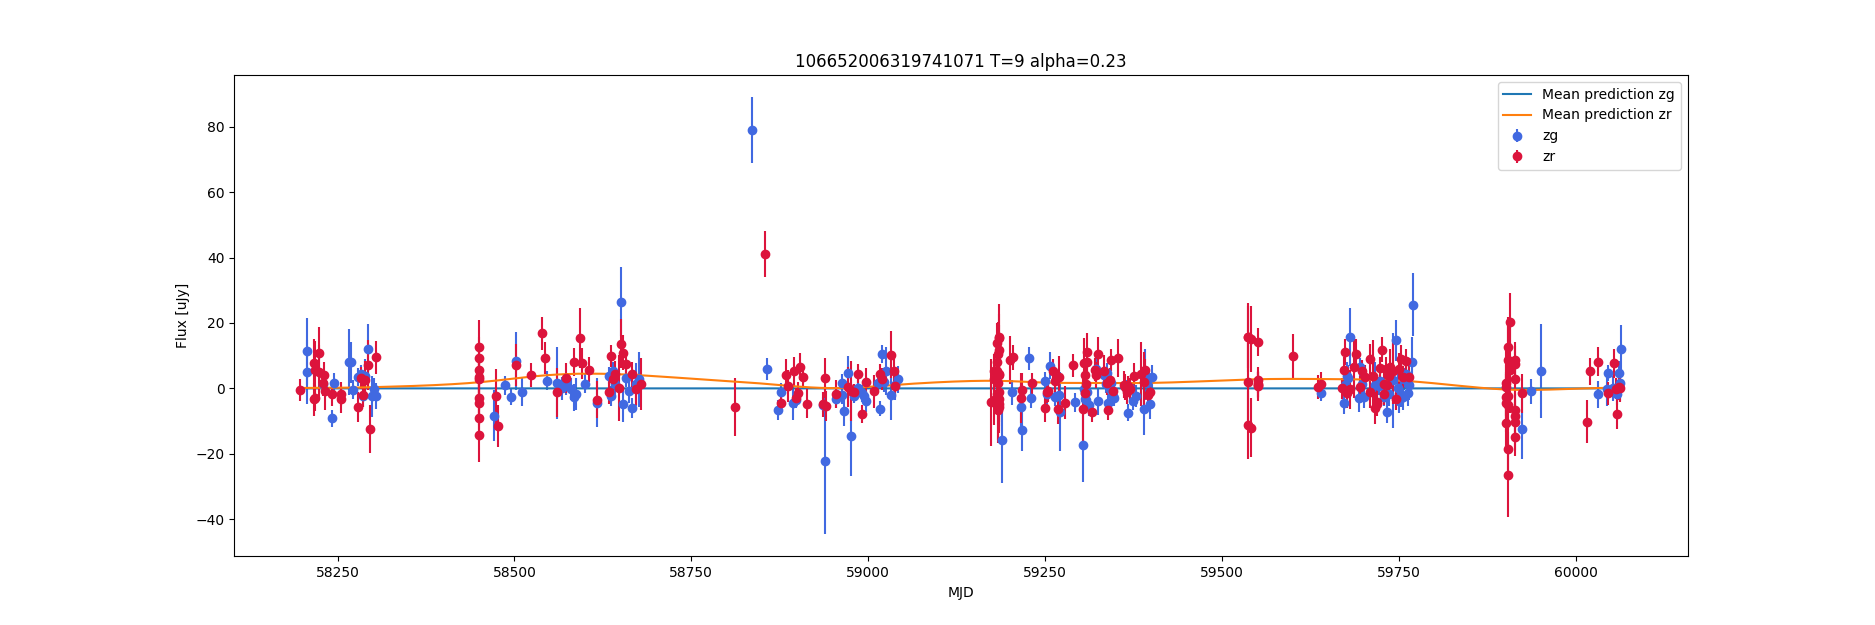 106652006319741071 T=9 alpha=0.23
Mean prediction zg
Mean prediction zr
zg
zr
Flux [uJy]
80
60
40
20
0
−20
−40
58250 58500 58750 59000 59250 59500 59750 60000
MJD